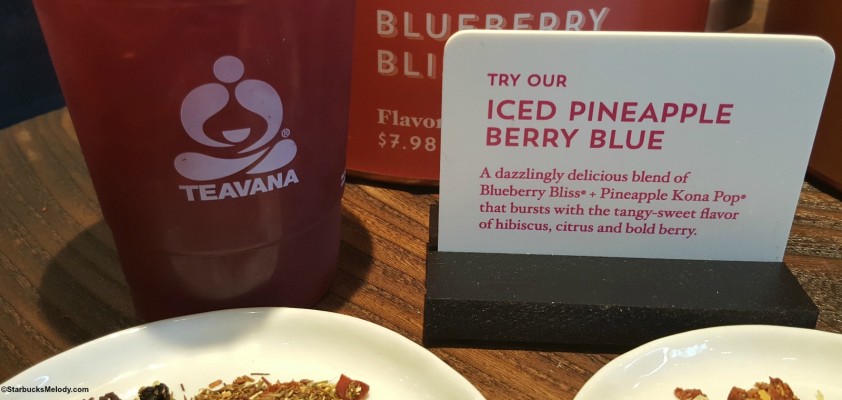 BLUEBERRY
Flavor
$7.98
TEAVANA
®
TRY OUR
ICED PINEAPPLE
BERRY BLUE
A dazzlingly delicious blend of
Blueberry Bliss® + Pineapple Kona Pop®
that bursts with the tangy-sweet flavor
of hibiscus, citrus and bold berry.
©StarbucksMelody.com